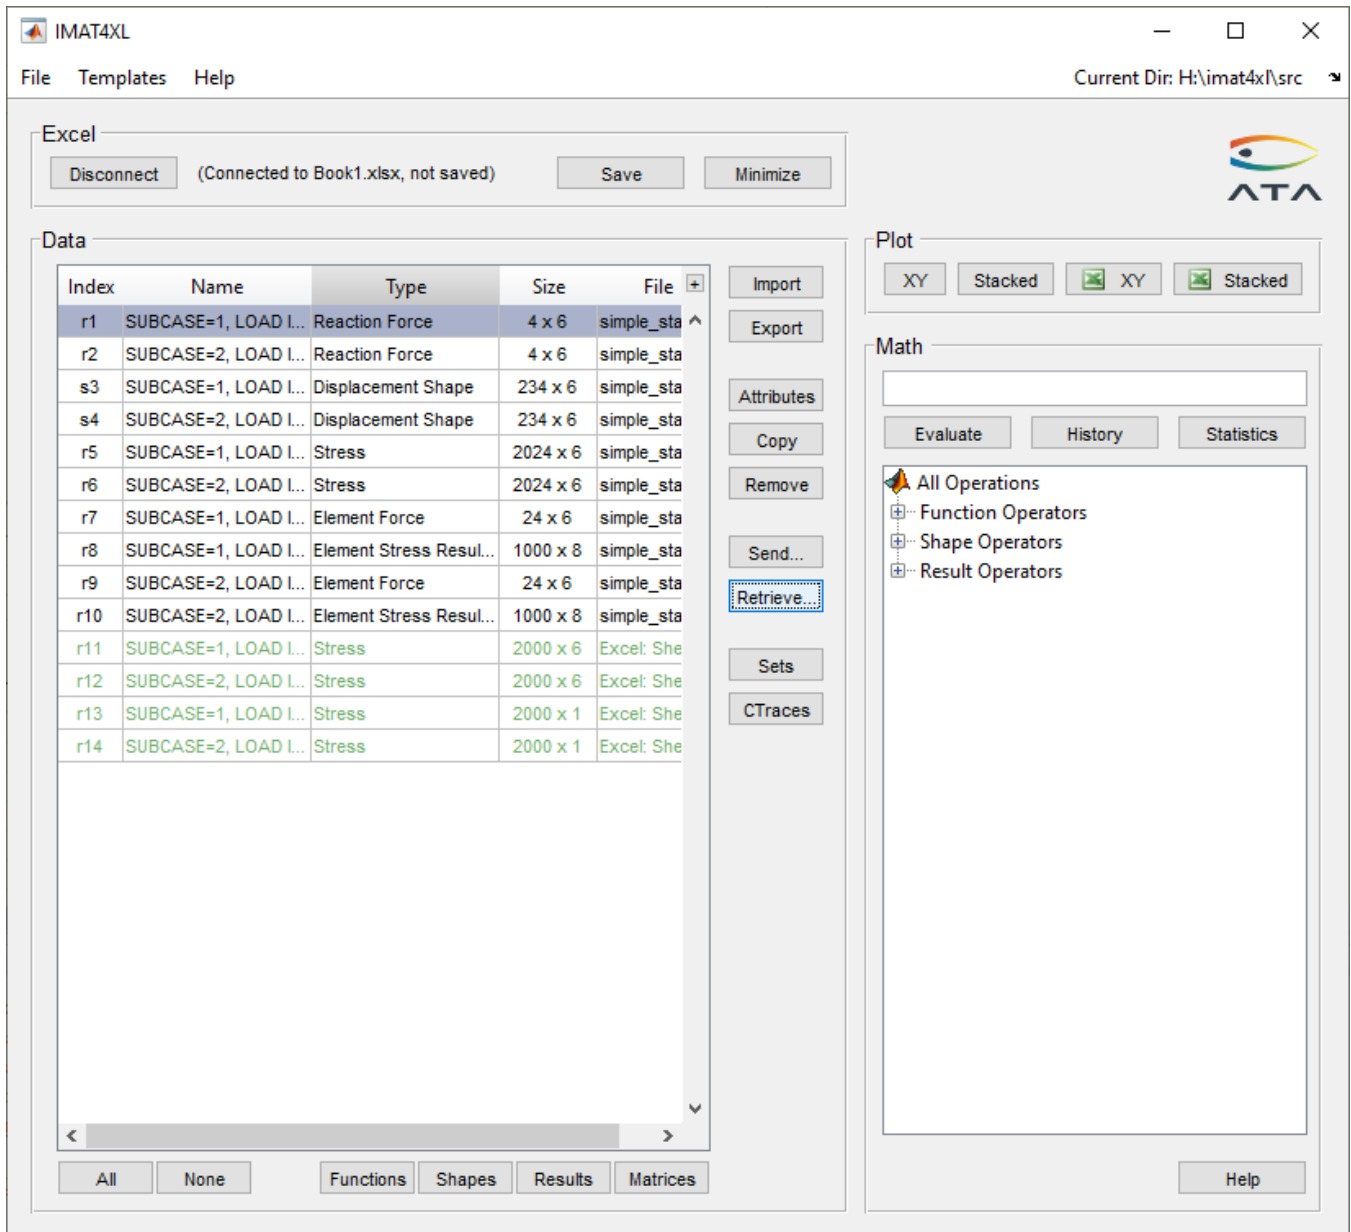 IMAT4XL
File Templates Help Current Dir: H:\imat4xl\src
Excel
Disconnect (Connected to Book1.xlsx, not saved) Save Minimize
ATA
Data
Index Name Type Size File
r1 SUBCASE=1, LOAD I... Reaction Force 4 x 6 simple_sta
r2 SUBCASE=2, LOAD I... Reaction Force 4 x 6 simple_sta
s3 SUBCASE=1, LOAD I... Displacement Shape 234 x 6 simple_sta
s4 SUBCASE=2, LOAD I... Displacement Shape 234 x 6 simple_sta
r5 SUBCASE=1, LOAD I... Stress 2024 x 6 simple_sta
r6 SUBCASE=2, LOAD I... Stress 2024 x 6 simple_sta
r7 SUBCASE=1, LOAD I... Element Force 24 x 6 simple_sta
r8 SUBCASE=1, LOAD I... Element Stress Resul... 1000 x 8 simple_sta
r9 SUBCASE=2, LOAD I... Element Force 24 x 6 simple_sta
r10 SUBCASE=2, LOAD I... Element Stress Resul... 1000 x 8 simple_sta
r11 SUBCASE=1, LOAD I... Stress 2000 x 6 Excel: She
r12 SUBCASE=2, LOAD I... Stress 2000 x 6 Excel: She
r13 SUBCASE=1, LOAD I... Stress 2000 x 1 Excel: She
r14 SUBCASE=2, LOAD I... Stress 2000 x 1 Excel: She
All None Functions Shapes Results Matrices
Import
Export
Attributes
Copy
Remove
Send...
Retrieve...
Sets
CTraces
Plot
XY Stacked XY Stacked
Math
Evaluate History Statistics
All Operations
Function Operators
Shape Operators
Result Operators
Help